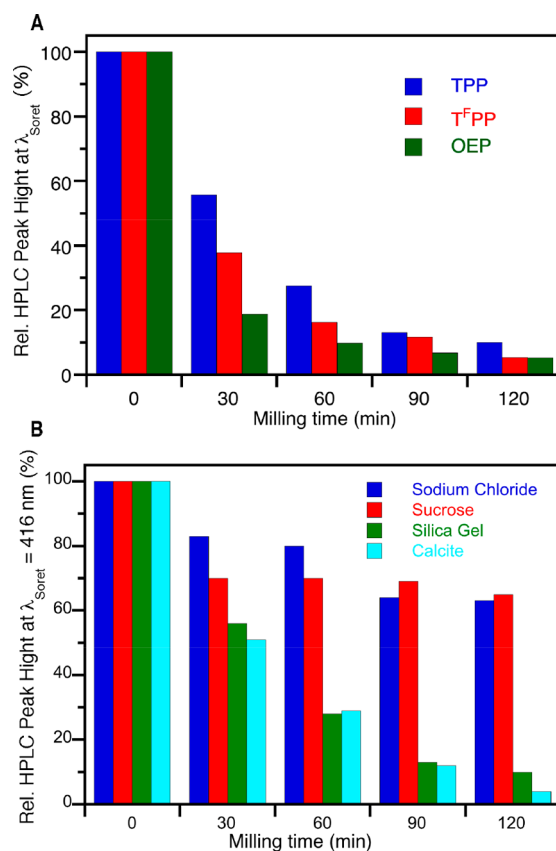 A
Rel. HPLC Peak Hight at λSoret (%)
100
80
60
40
20
0
TPP
TFPP
OEP
0 30 60 90 120
Milling time (min)
B
Rel. HPLC Peak Hight at λSoret = 416 nm (%)
100
80
60
40
20
0
Sodium Chloride
Sucrose
Silica Gel
Calcite
0 30 60 90 120
Milling time (min)